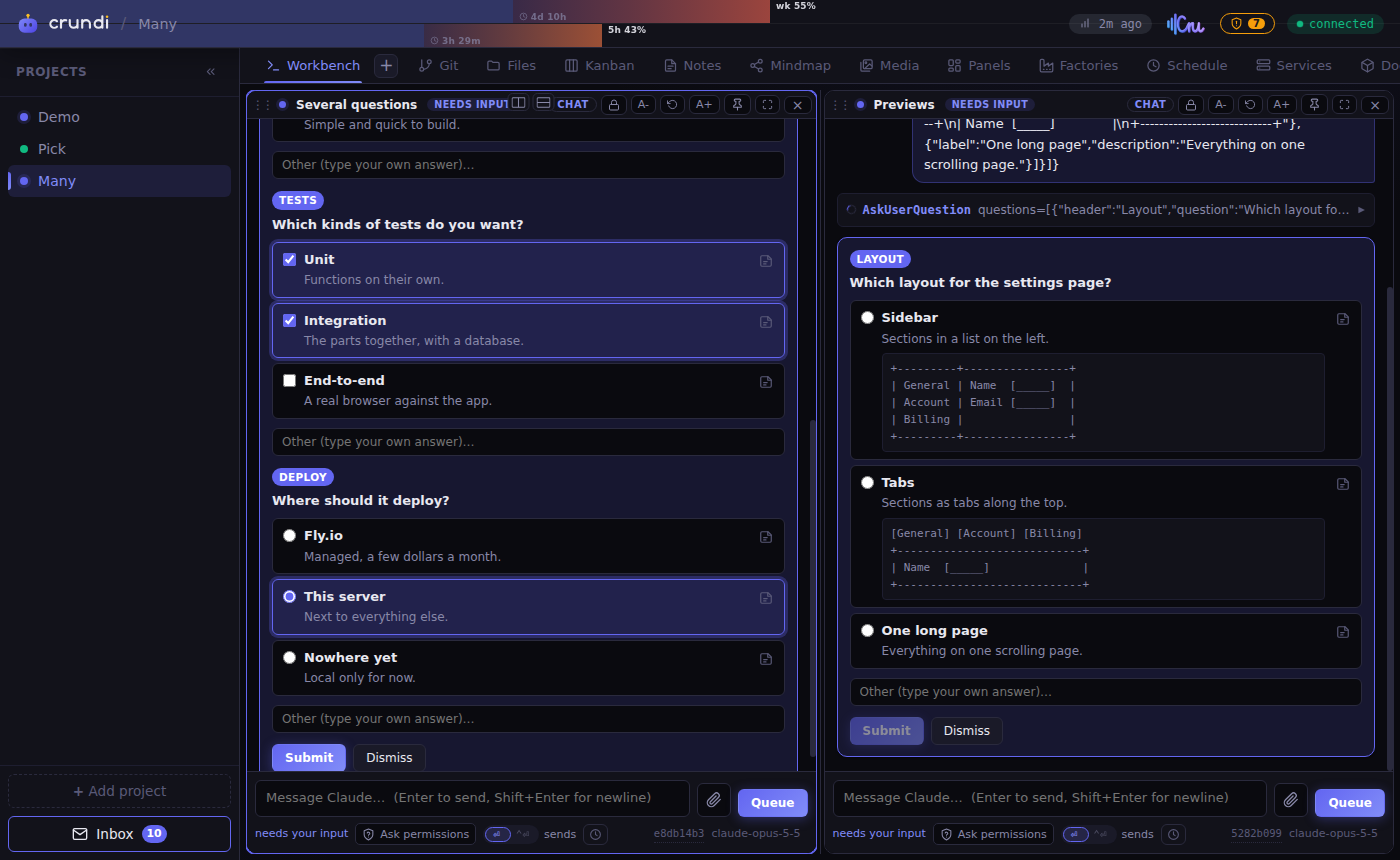 crundi / Many
4d 10h
wk 55%
3h 29m
5h 43%
2m ago
Cru
7
connected
PROJECTS «
Demo
Pick
Many
+ Add project
Inbox 10
Workbench + Git Files Kanban Notes Mindmap Media Panels Factories Schedule Services Do
Several questions NEEDS INPUT CHAT A- A+ ×
Simple and quick to build.
Other (type your own answer)…
TESTS
Which kinds of tests do you want?
Unit
Functions on their own.
Integration
The parts together, with a database.
End-to-end
A real browser against the app.
Other (type your own answer)…
DEPLOY
Where should it deploy?
Fly.io
Managed, a few dollars a month.
This server
Next to everything else.
Nowhere yet
Local only for now.
Other (type your own answer)…
Submit Dismiss
Message Claude… (Enter to send, Shift+Enter for newline)
Queue
needs your input Ask permissions sends e8db14b3 claude-opus-5-5
Previews NEEDS INPUT CHAT A- A+ ×
--+\n| Name [_____] |\n+----------------------------+"},
{"label":"One long page","description":"Everything on one
scrolling page."}]}]}
AskUserQuestion questions=[{"header":"Layout","question":"Which layout fo…
LAYOUT
Which layout for the settings page?
Sidebar
Sections in a list on the left.
+---------+----------------+
| General | Name [_____] |
| Account | Email [_____] |
| Billing | |
+---------+----------------+
Tabs
Sections as tabs along the top.
[General] [Account] [Billing]
+----------------------------+
| Name [_____] |
+----------------------------+
One long page
Everything on one scrolling page.
Other (type your own answer)…
Submit Dismiss
Message Claude… (Enter to send, Shift+Enter for newline)
Queue
needs your input Ask permissions sends 5282b099 claude-opus-5-5